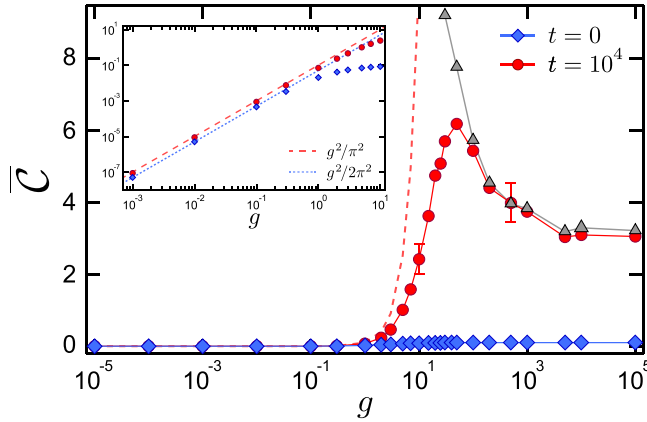 8
6
4
2
0
$\overline{\mathcal{C}}$
10^{-5} 10^{-3} 10^{-1} 10^{1} 10^{3} 10^{5}
g
t = 0
t = 10^4
10^{1}
10^{-1}
10^{-3}
10^{-5}
10^{-7}
10^{-3} 10^{-2} 10^{-1} 10^{0} 10^{1}
g
g^2/π^2
g^2/2π^2